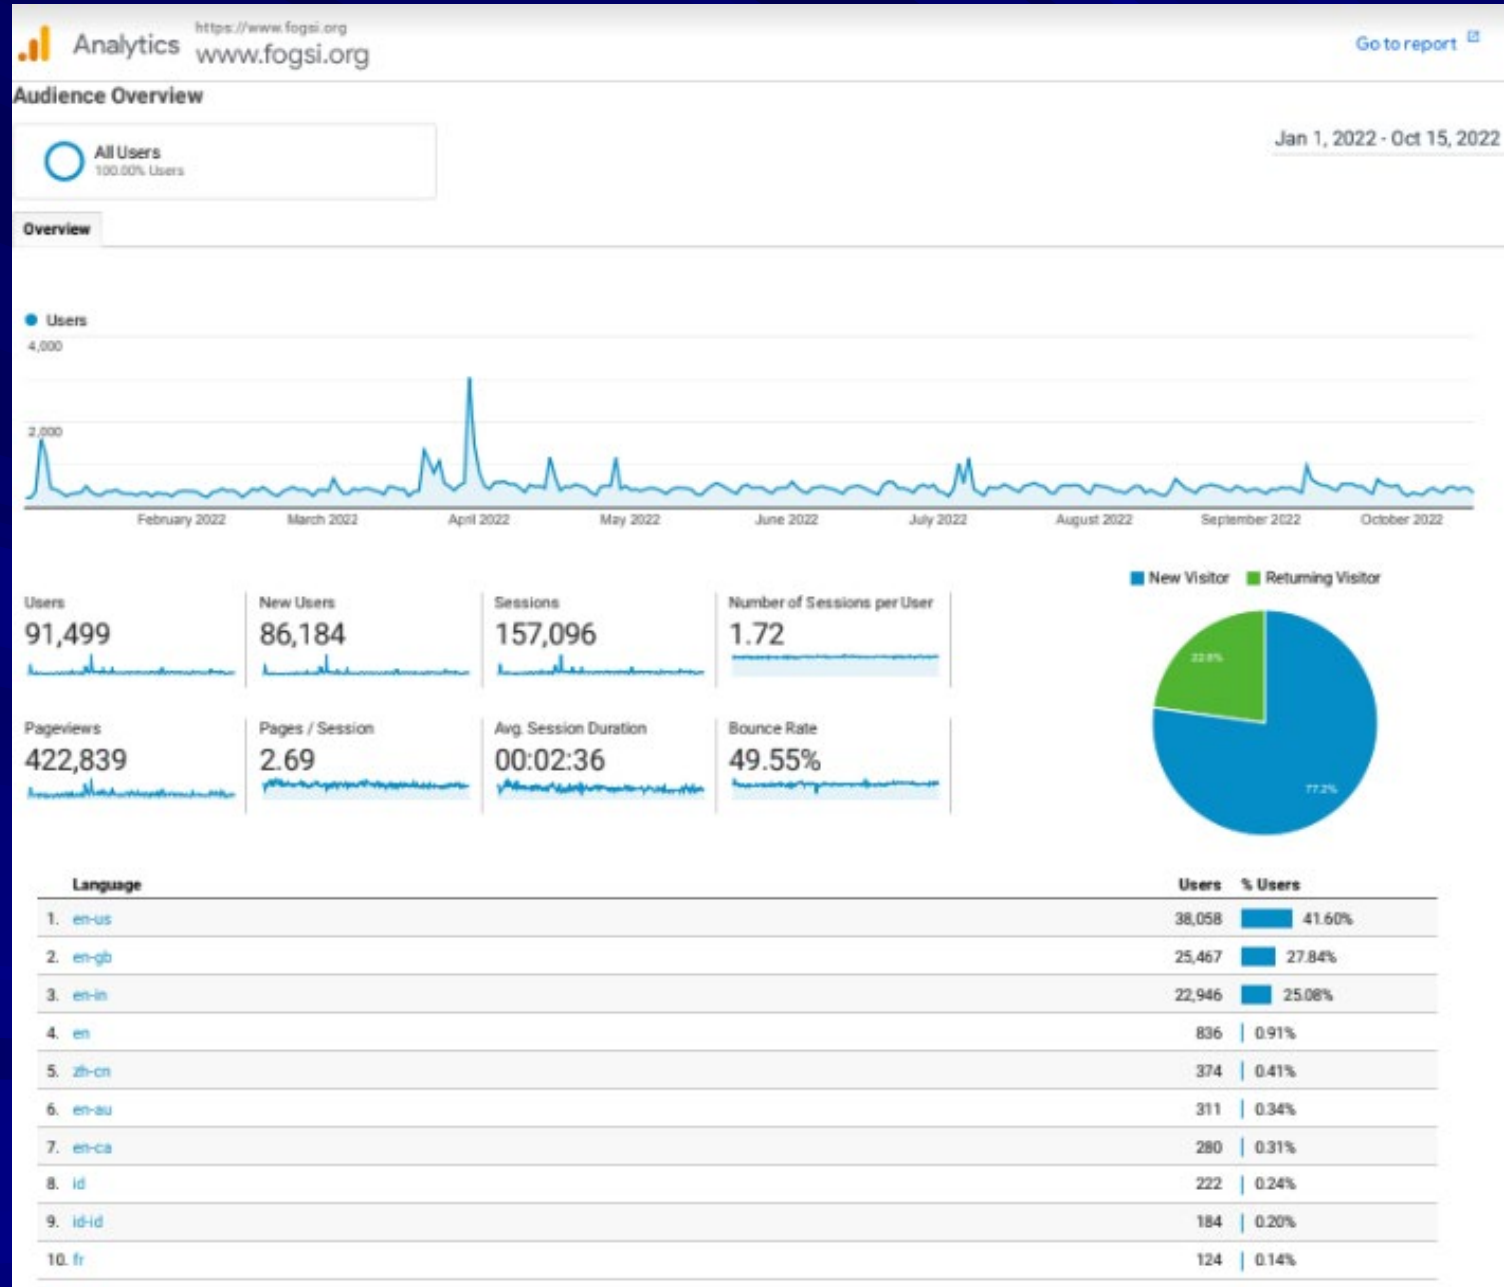 https://www.fogsi.org
Analytics www.fogsi.org
Go to report
Audience Overview
All Users
100.00% Users
Jan 1, 2022 - Oct 15, 2022
Overview
Users
4,000
2,000
February 2022 March 2022 April 2022 May 2022 June 2022 July 2022 August 2022 September 2022 October 2022
New Visitor Returning Visitor
Users New Users Sessions Number of Sessions per User
91,499 86,184 157,096 1.72
22.8%
Pageviews Pages / Session Avg. Session Duration Bounce Rate
422,839 2.69 00:02:36 49.55%
77.2%
Language Users % Users
1. en-us 38,058 41.60%
2. en-gb 25,467 27.84%
3. en-in 22,946 25.08%
4. en 836 0.91%
5. zh-cn 374 0.41%
6. en-au 311 0.34%
7. en-ca 280 0.31%
8. id 222 0.24%
9. id-id 184 0.20%
10. fr 124 0.14%